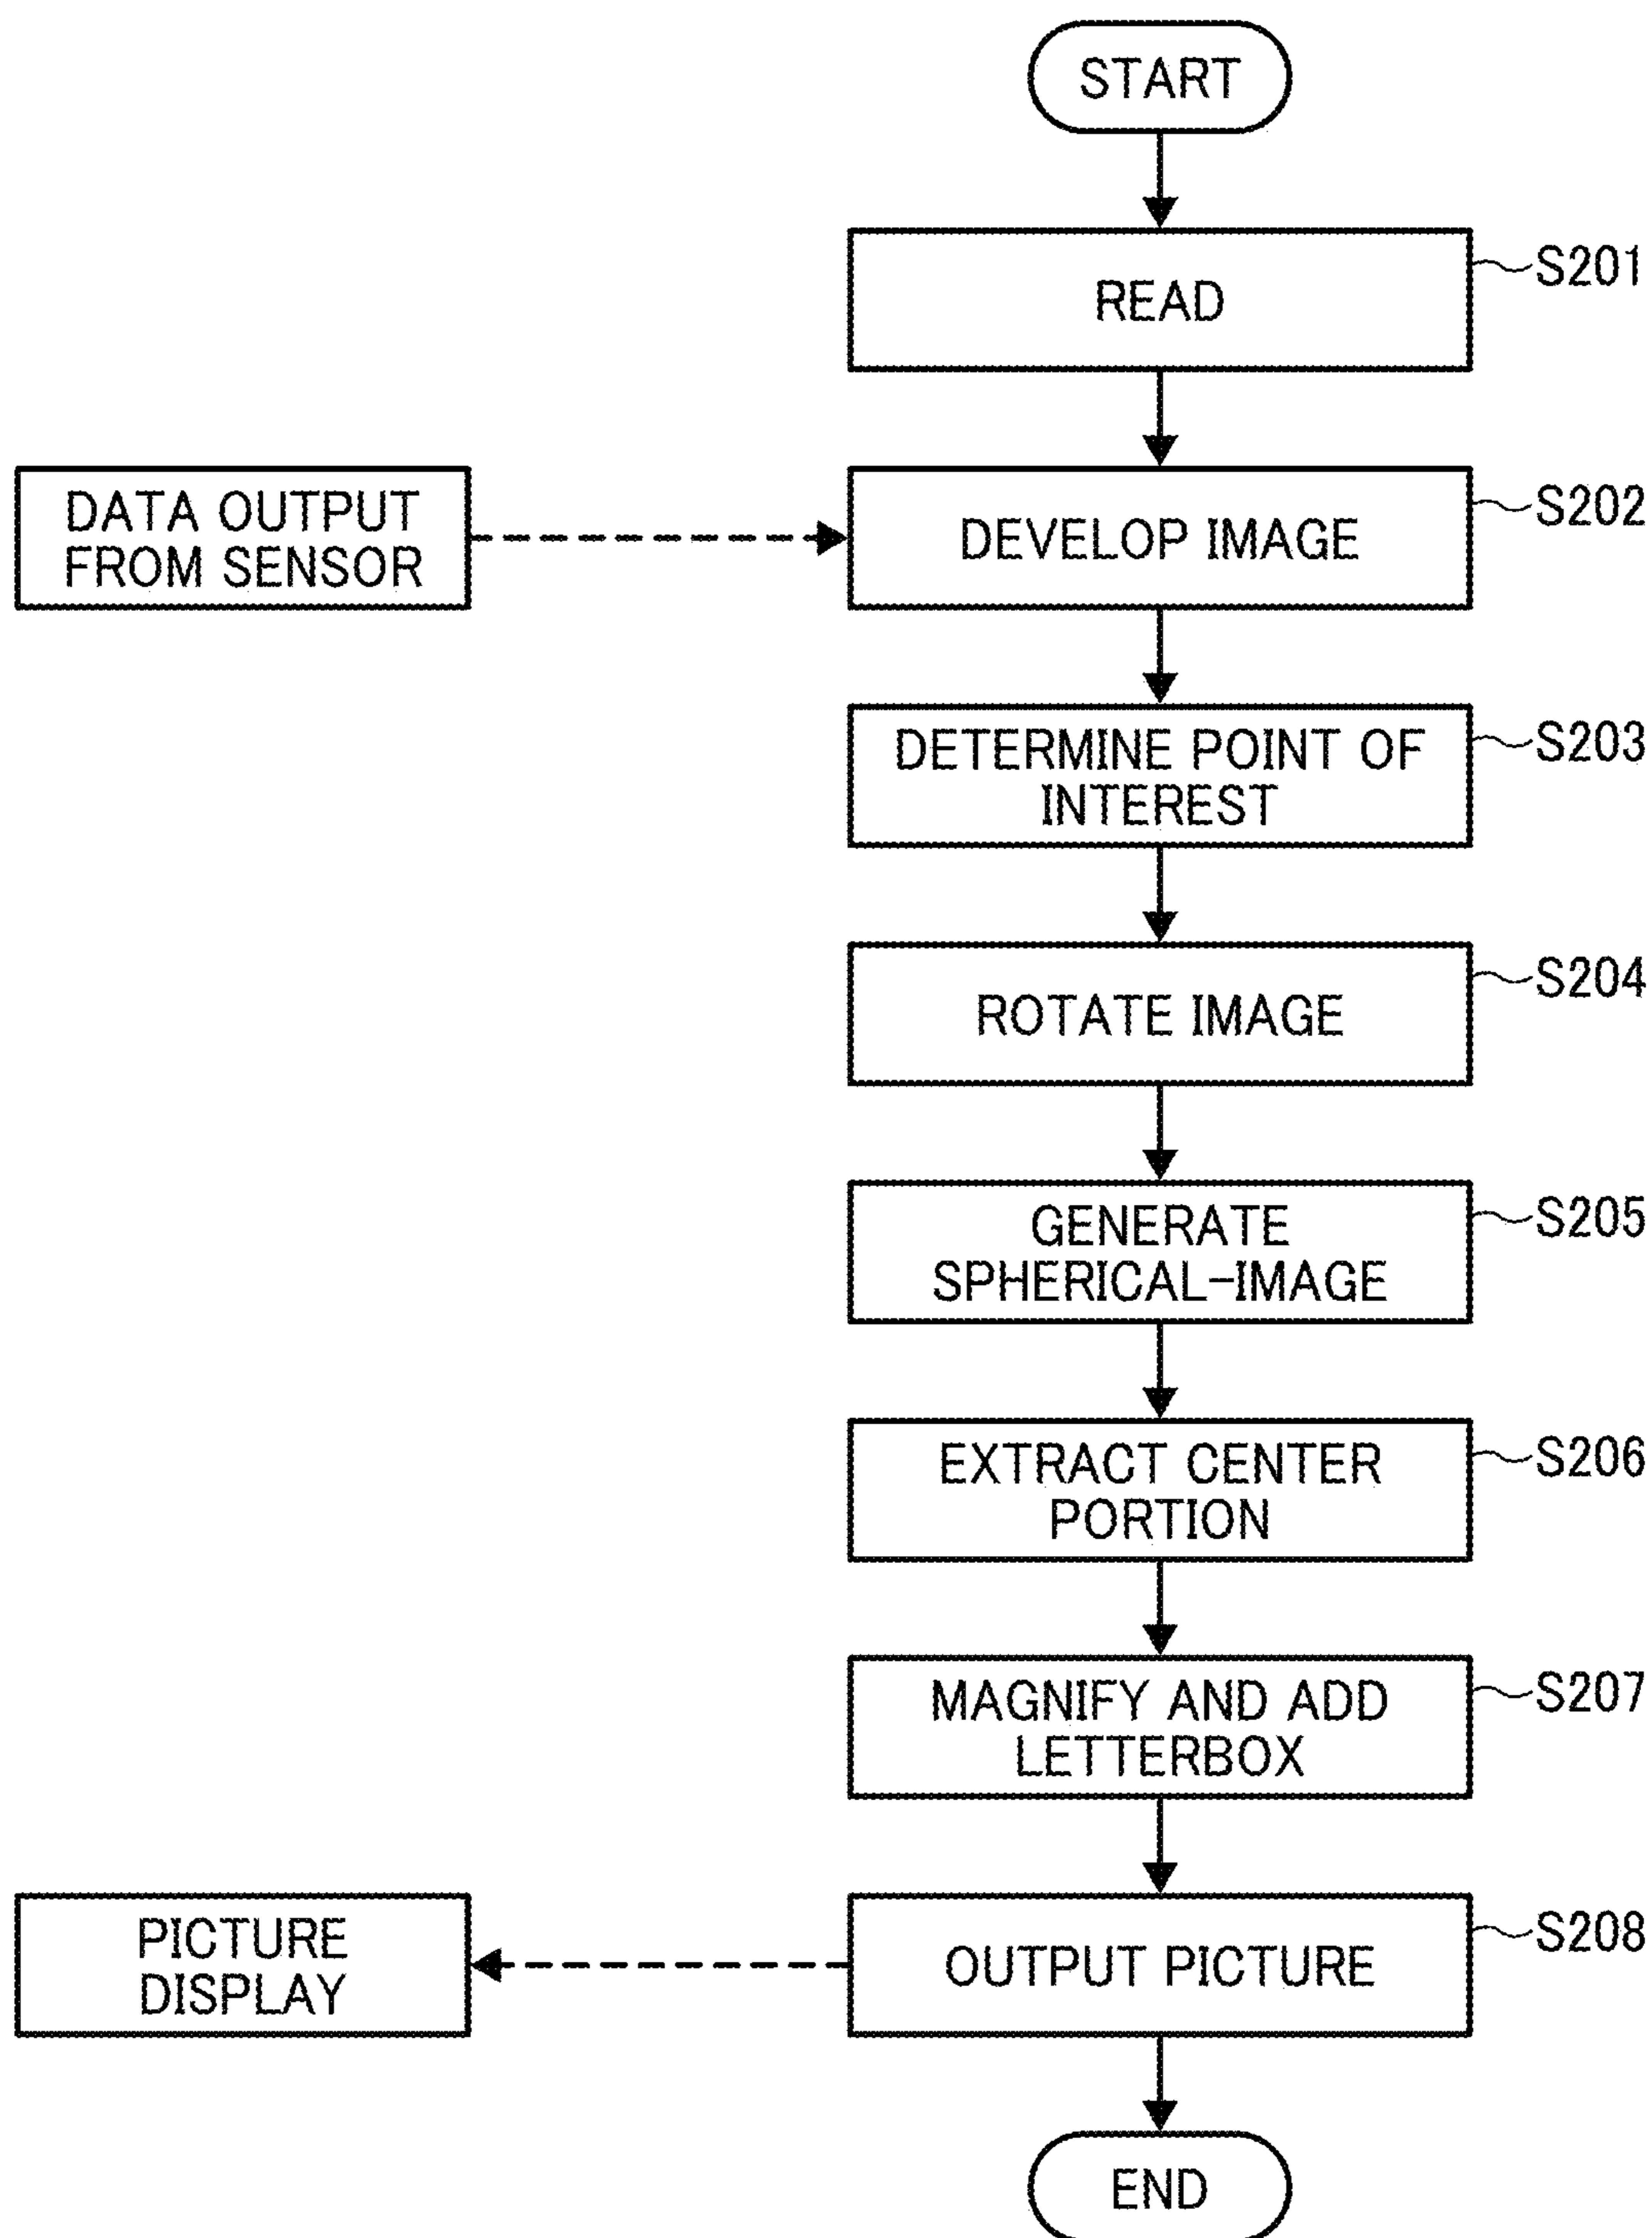 START
READ
S201
DATA OUTPUT
FROM SENSOR
DEVELOP IMAGE
S202
DETERMINE POINT OF
INTEREST
S203
ROTATE IMAGE
S204
GENERATE
SPHERICAL-IMAGE
S205
EXTRACT CENTER
PORTION
S206
MAGNIFY AND ADD
LETTERBOX
S207
PICTURE
DISPLAY
OUTPUT PICTURE
S208
END